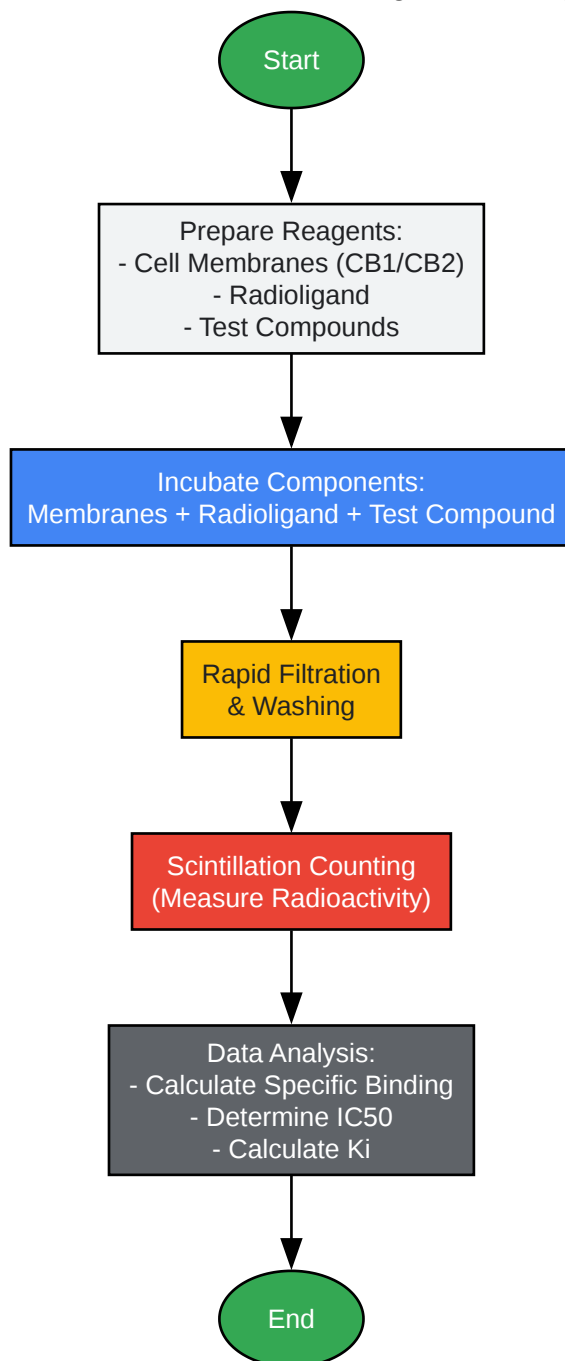 Start
Prepare Reagents:
- Cell Membranes (CB1/CB2)
- Radioligand
- Test Compounds
Incubate Components:
Membranes + Radioligand + Test Compound
Rapid Filtration
& Washing
Scintillation Counting
(Measure Radioactivity)
Data Analysis:
- Calculate Specific Binding
- Determine IC50
- Calculate Ki
End